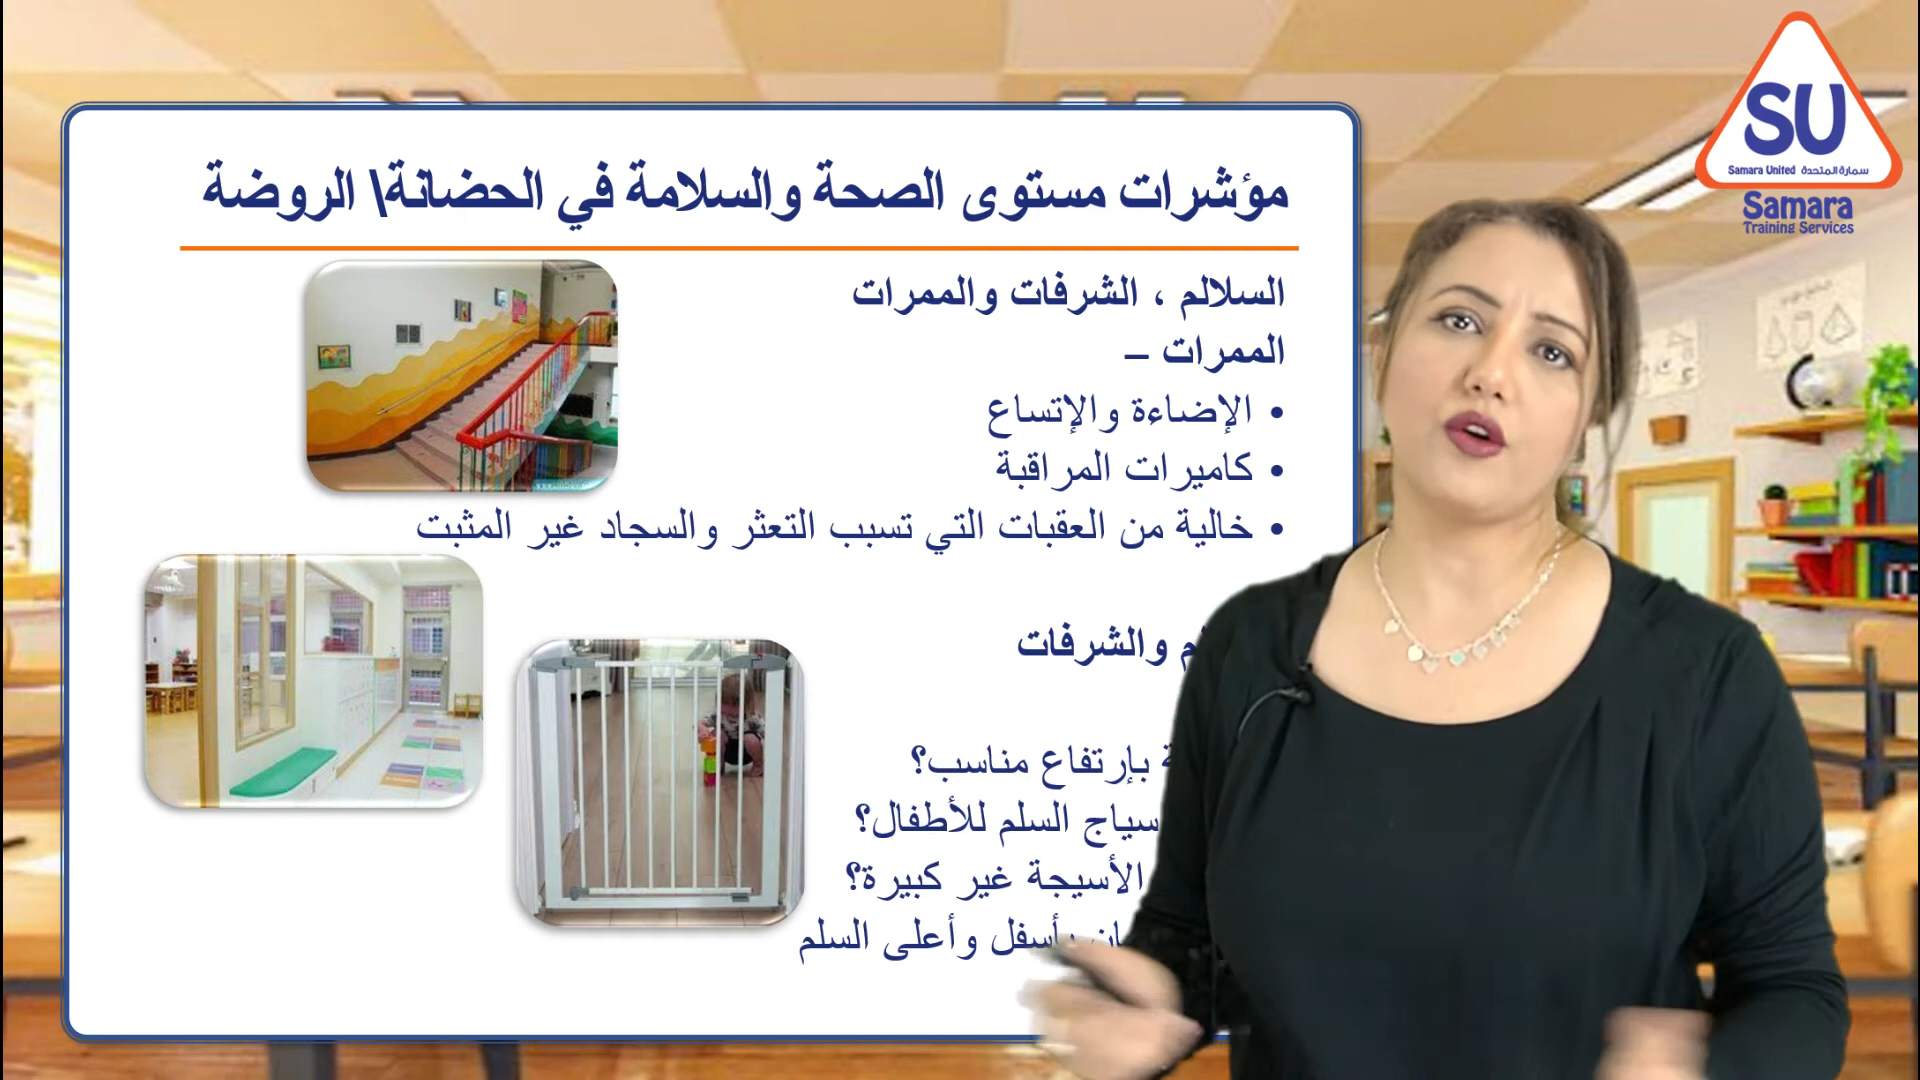 مؤشرات مستوى الصحة والسلامة في الحضانة\ الروضة
السلالم ، الشرفات والممرات
الممرات –
• الإضاءة والإتساع
• كاميرات المراقبة
• خالية من العقبات التي تسبب التعثر والسجاد غير المثبت
والشرفات
بإرتفاع مناسب؟
سياج السلم للأطفال؟
الأسيجة غير كبيرة؟
بأسفل وأعلى السلم
SU
Samara United سمارة المتحدة
Samara
Training Services